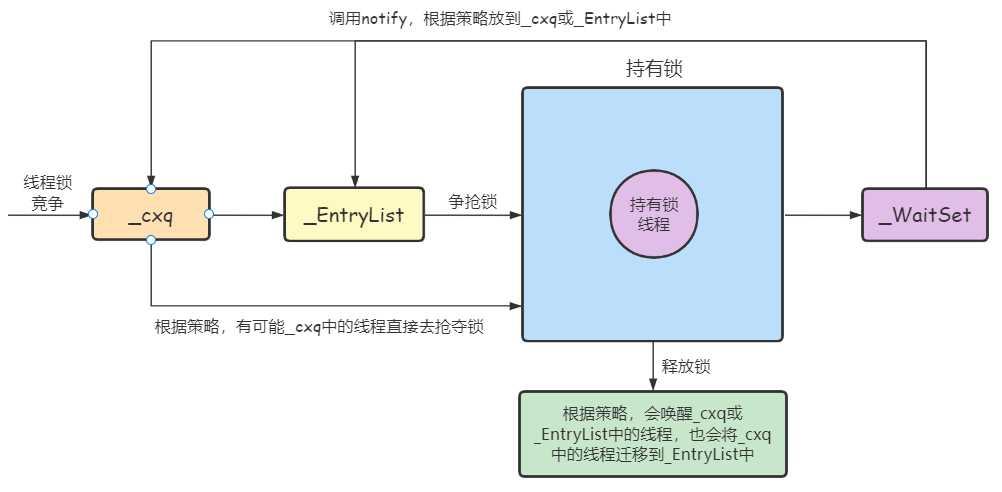 调用notify，根据策略放到_cxq或_EntryList中
持有锁
线程锁
竞争
_cxq
_EntryList
争抢锁
持有锁
线程
_WaitSet
根据策略，有可能_cxq中的线程直接去抢夺锁
释放锁
根据策略，会唤醒_cxq或
_EntryList中的线程，也会将_cxq
中的线程迁移到_EntryList中